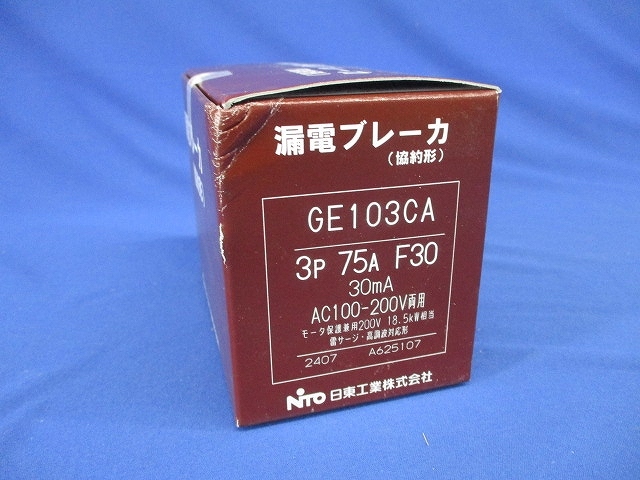 漏電ブレーカ
(協約形)
GE103CA
3P 75A F30
30mA
AC100-200V両用
モータ保護兼用200V 18.5kW相当
雷サージ・高調波対応形
2407 A625107
NITO 日東工業株式会社